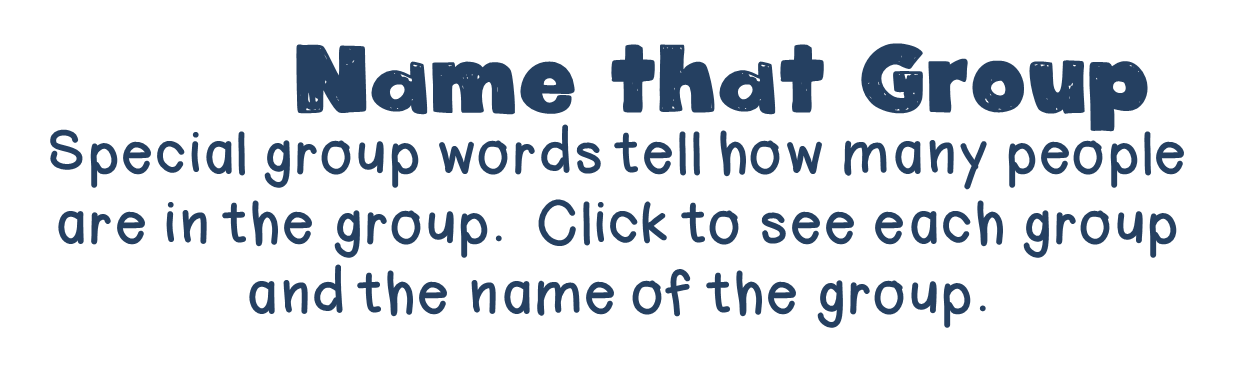 Name that Group
Special group words tell how many people
are in the group. Click to see each group
and the name of the group.